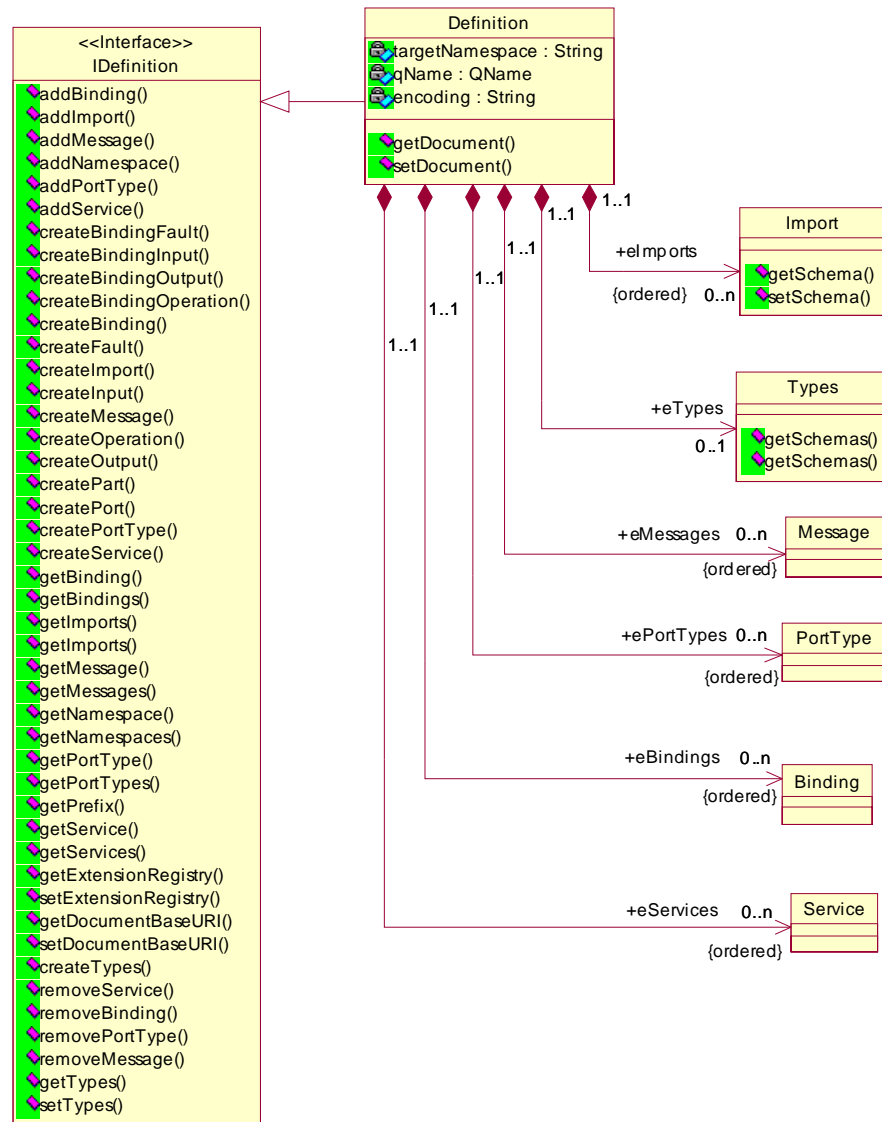 <<Interface>>
IDefinition
addBinding()
addImport()
addMessage()
addNamespace()
addPortType()
addService()
createBindingFault()
createBindingInput()
createBindingOutput()
createBindingOperation()
createBinding()
createFault()
createImport()
createInput()
createMessage()
createOperation()
createOutput()
createPart()
createPort()
createPortType()
createService()
getBinding()
getBindings()
getImports()
getImports()
getMessage()
getMessages()
getNamespace()
getNamespaces()
getPortType()
getPortTypes()
getPrefix()
getService()
getServices()
getExtensionRegistry()
setExtensionRegistry()
getDocumentBaseURI()
setDocumentBaseURI()
createTypes()
removeService()
removeBinding()
removePortType()
removeMessage()
getTypes()
setTypes()
Definition
targetNamespace : String
qName : QName
encoding : String
getDocument()
setDocument()
1..1
1..1
1..1
1..1
1..1
1..1
+eImports
{ordered} 0..n
Import
getSchema()
setSchema()
+eTypes
0..1
Types
getSchemas()
getSchemas()
+eMessages 0..n
{ordered}
Message
+ePortTypes 0..n
{ordered}
PortType
+eBindings 0..n
{ordered}
Binding
+eServices 0..n
{ordered}
Service